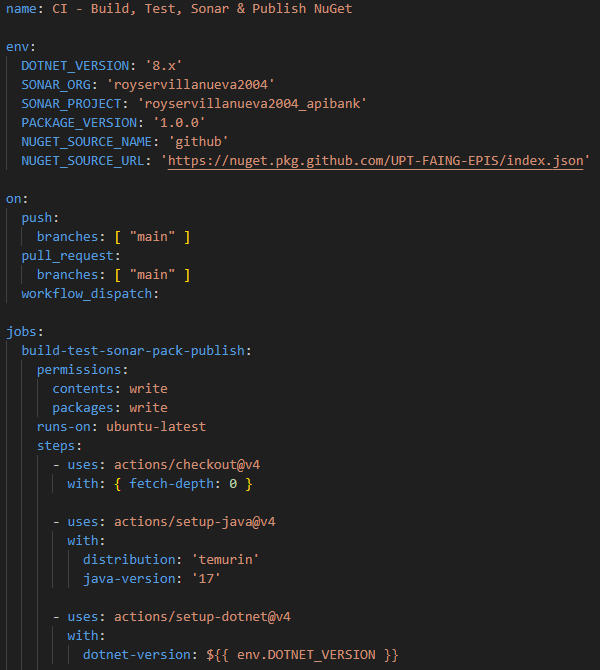 name: CI - Build, Test, Sonar & Publish NuGet

env:
  DOTNET_VERSION: '8.x'
  SONAR_ORG: 'royservillanueva2004'
  SONAR_PROJECT: 'royservillanueva2004_apibank'
  PACKAGE_VERSION: '1.0.0'
  NUGET_SOURCE_NAME: 'github'
  NUGET_SOURCE_URL: 'https://nuget.pkg.github.com/UPT-FAING-EPIS/index.json'

on:
  push:
    branches: [ "main" ]
  pull_request:
    branches: [ "main" ]
  workflow_dispatch:

jobs:
  build-test-sonar-pack-publish:
    permissions:
      contents: write
      packages: write
    runs-on: ubuntu-latest
    steps:
      - uses: actions/checkout@v4
        with: { fetch-depth: 0 }

      - uses: actions/setup-java@v4
        with:
          distribution: 'temurin'
          java-version: '17'

      - uses: actions/setup-dotnet@v4
        with:
          dotnet-version: ${{ env.DOTNET_VERSION }}